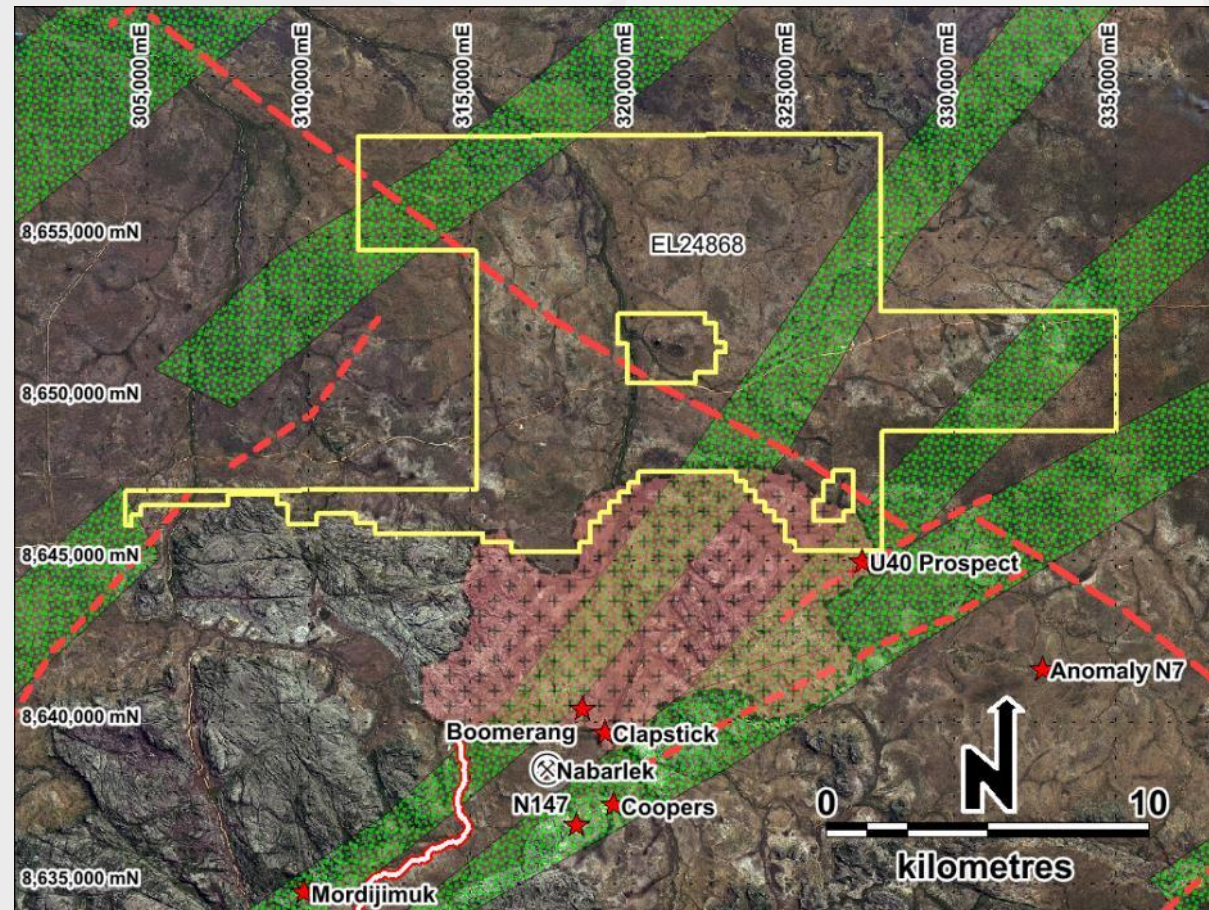 305,000 mE
310,000 mE
315,000 mE
320,000 mE
325,000 mE
330,000 mE
335,000 mE
8,655,000 mN
EL24868
8,650,000 mN
8,645,000 mN
U40 Prospect
Anomaly N7
8,640,000 mN
Boomerang
Clapstick
Nabarlek
N147
Coopers
N
0
10
kilometres
8,635,000 mN
Mordijimuk